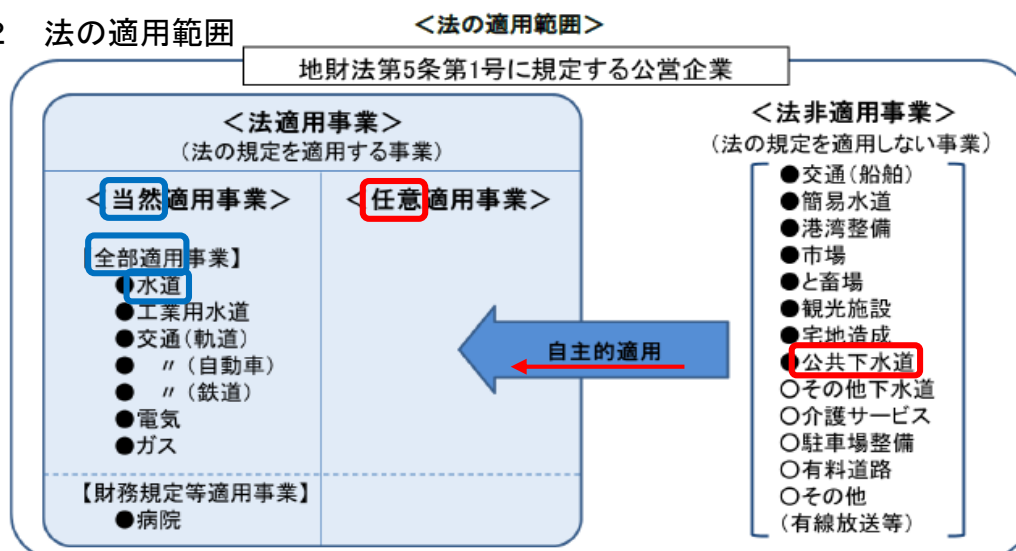 2 法の適用範囲
＜法の適用範囲＞
地財法第5条第1号に規定する公営企業
＜法適用事業＞
（法の規定を適用する事業）
＜当然適用事業＞
【全部適用事業】
●水道
●工業用水道
●交通（軌道）
● 〃（自動車）
● 〃（鉄道）
●電気
●ガス
【財務規定等適用事業】
●病院
＜任意適用事業＞
自主的適用
＜法非適用事業＞
（法の規定を適用しない事業）
●交通（船舶）
●簡易水道
●港湾整備
●市場
●と畜場
●観光施設
●宅地造成
●公共下水道
○その他下水道
○介護サービス
○駐車場整備
○有料道路
○その他
（有線放送等）